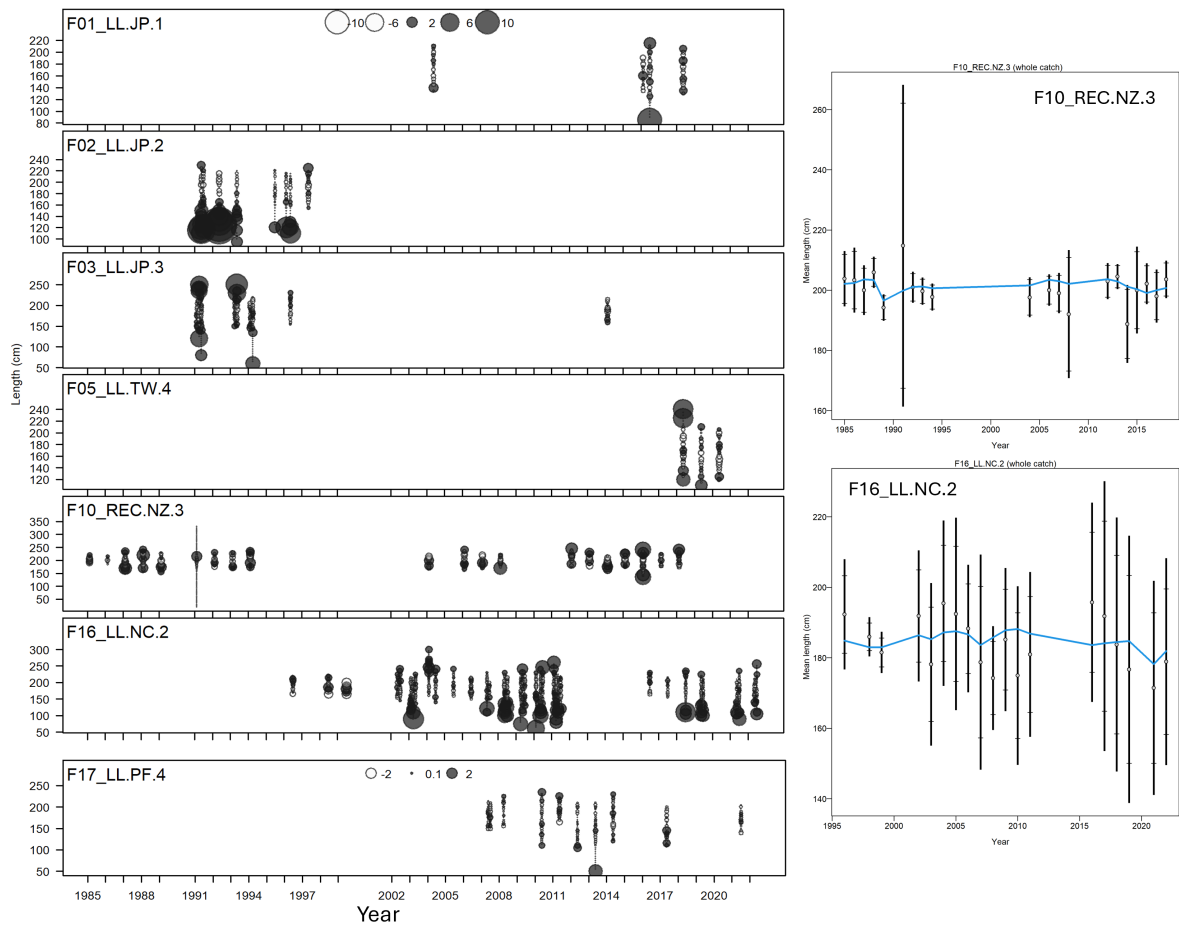 F01_LL.JP.1
-10 -6 2 6 10
220
200
180
160
140
120
100
80
F02_LL.JP.2
240
220
200
180
160
140
120
100
F03_LL.JP.3
250
200
150
100
50
Length (cm)
F05_LL.TW.4
240
220
200
180
160
140
120
F10_REC.NZ.3
350
300
250
200
150
100
50
F16_LL.NC.2
300
250
200
150
100
50
F17_LL.PF.4
-2 0.1 2
250
200
150
100
50
1985 1988 1991 1994 1997 2002 2005 2008 2011 2014 2017 2020
Year
F10_REC.NZ.3 (whole catch)
F10_REC.NZ.3
Mean length (cm)
260
240
220
200
180
160
1985 1990 1995 2000 2005 2010 2015
Year
F16_LL.NC.2 (whole catch)
F16_LL.NC.2
Mean length (cm)
220
200
180
160
140
1995 2000 2005 2010 2015 2020
Year